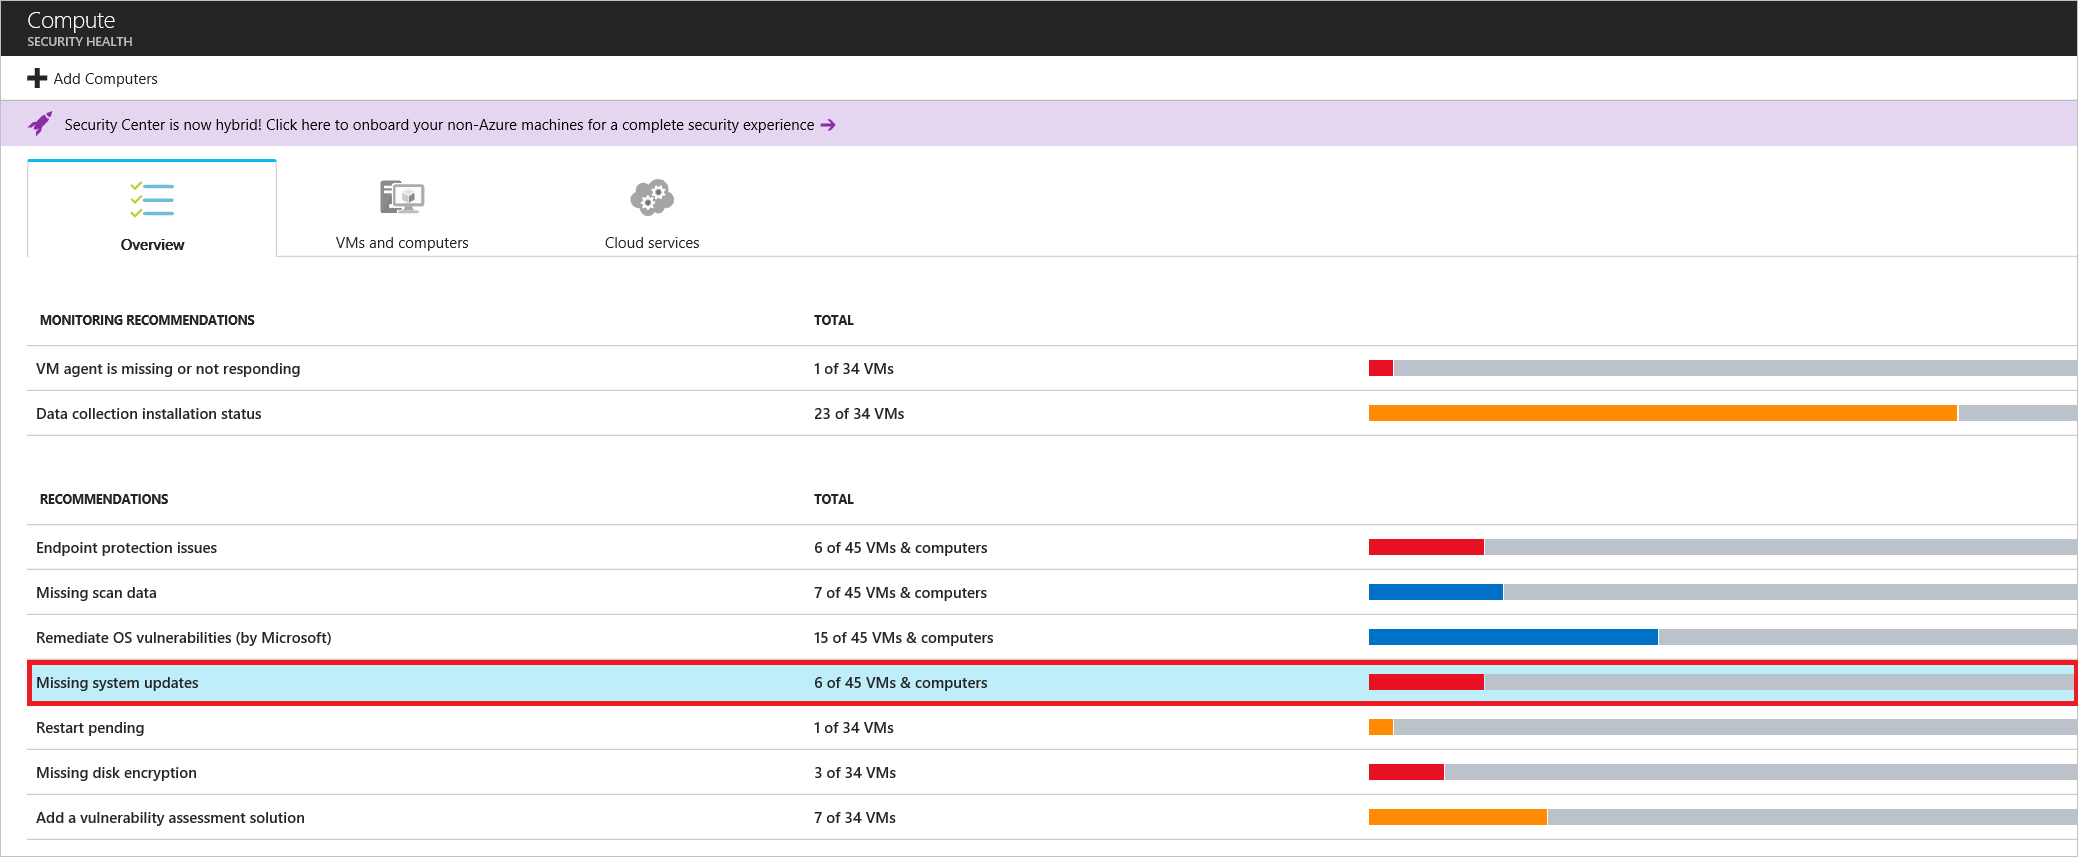 Compute
SECURITY HEALTH
Add Computers
Security Center is now hybrid! Click here to onboard your non-Azure machines for a complete security experience →
Overview
VMs and computers
Cloud services
MONITORING RECOMMENDATIONS TOTAL
VM agent is missing or not responding 1 of 34 VMs
Data collection installation status 23 of 34 VMs
RECOMMENDATIONS TOTAL
Endpoint protection issues 6 of 45 VMs & computers
Missing scan data 7 of 45 VMs & computers
Remediate OS vulnerabilities (by Microsoft) 15 of 45 VMs & computers
Missing system updates 6 of 45 VMs & computers
Restart pending 1 of 34 VMs
Missing disk encryption 3 of 34 VMs
Add a vulnerability assessment solution 7 of 34 VMs